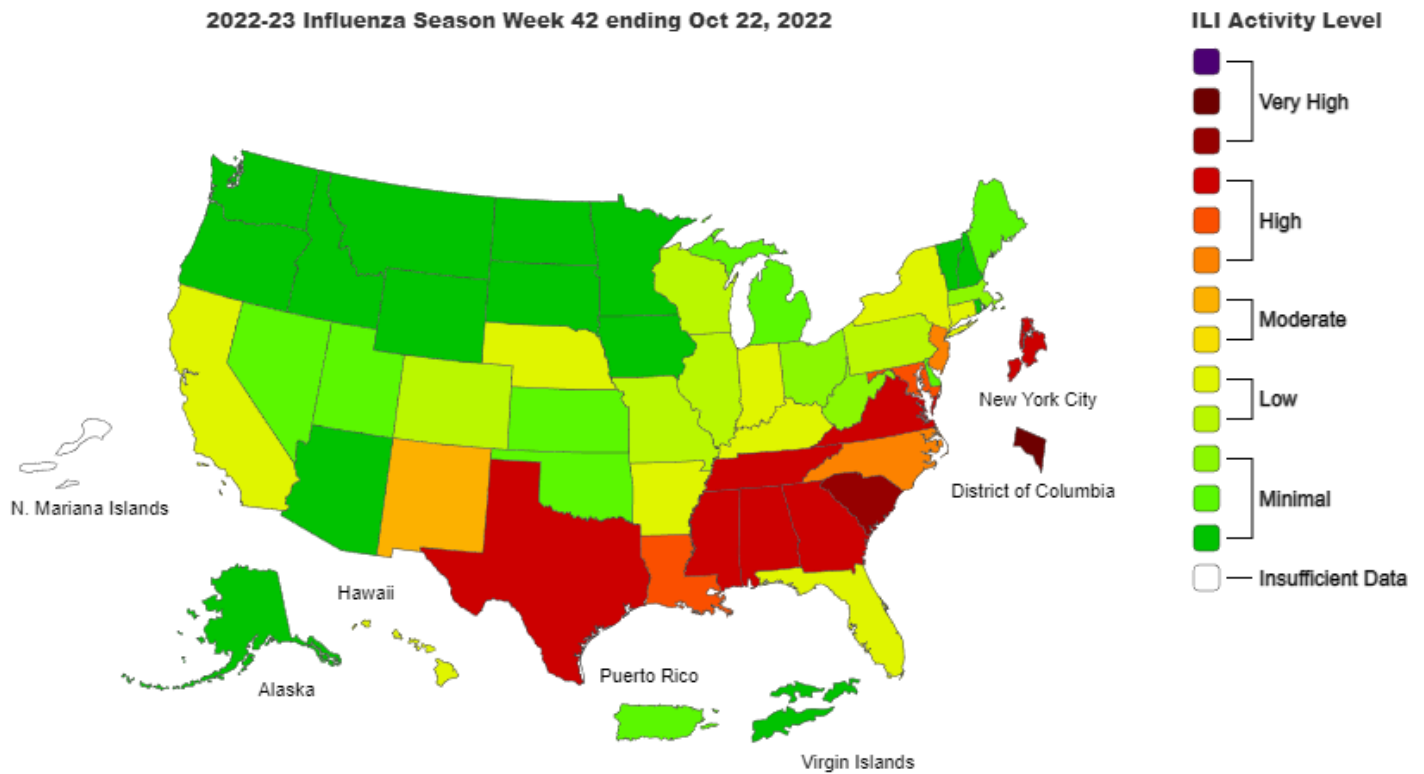 2022-23 Influenza Season Week 42 ending Oct 22, 2022
ILI Activity Level
Very High
High
Moderate
Low
Minimal
Insufficient Data
New York City
District of Columbia
N. Mariana Islands
Hawaii
Alaska
Puerto Rico
Virgin Islands